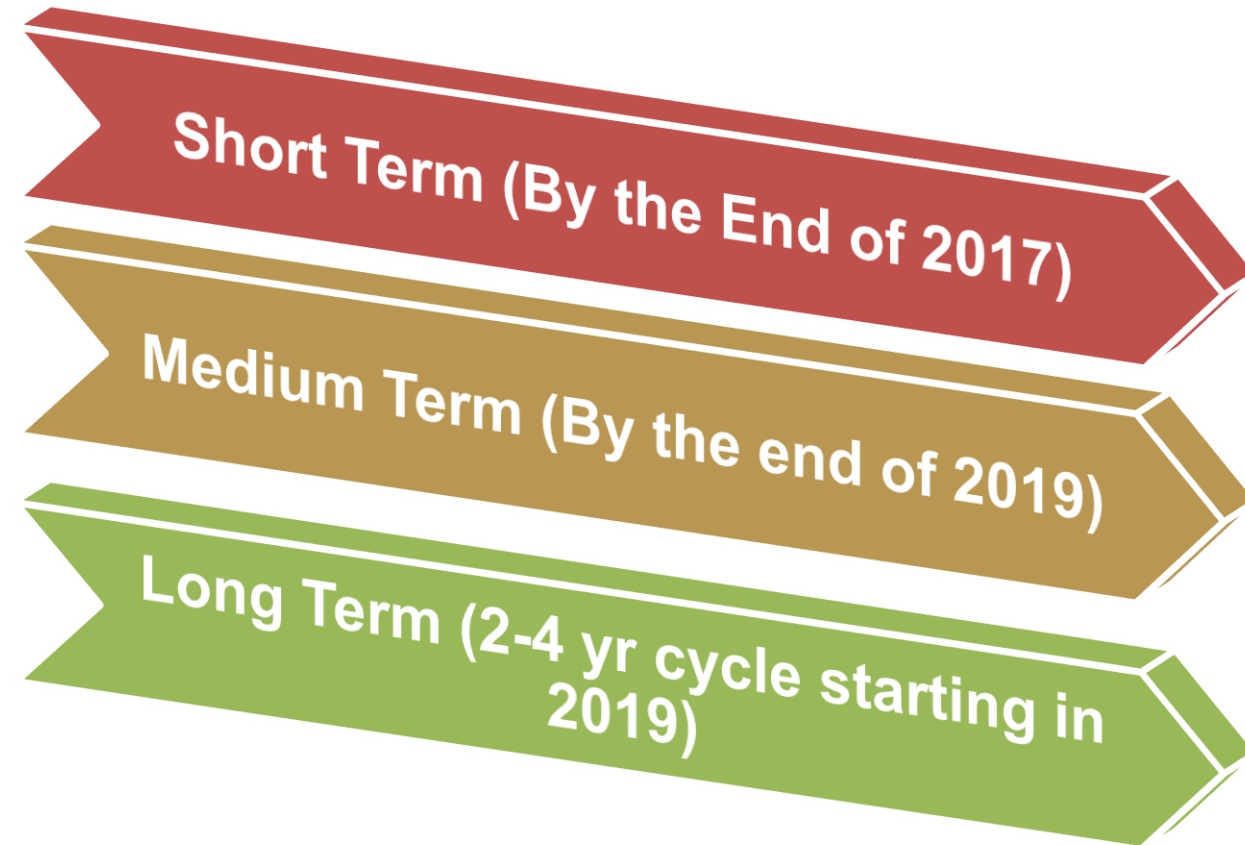 Short Term (By the End of 2017)
Medium Term (By the end of 2019)
Long Term (2-4 yr cycle starting in
2019)